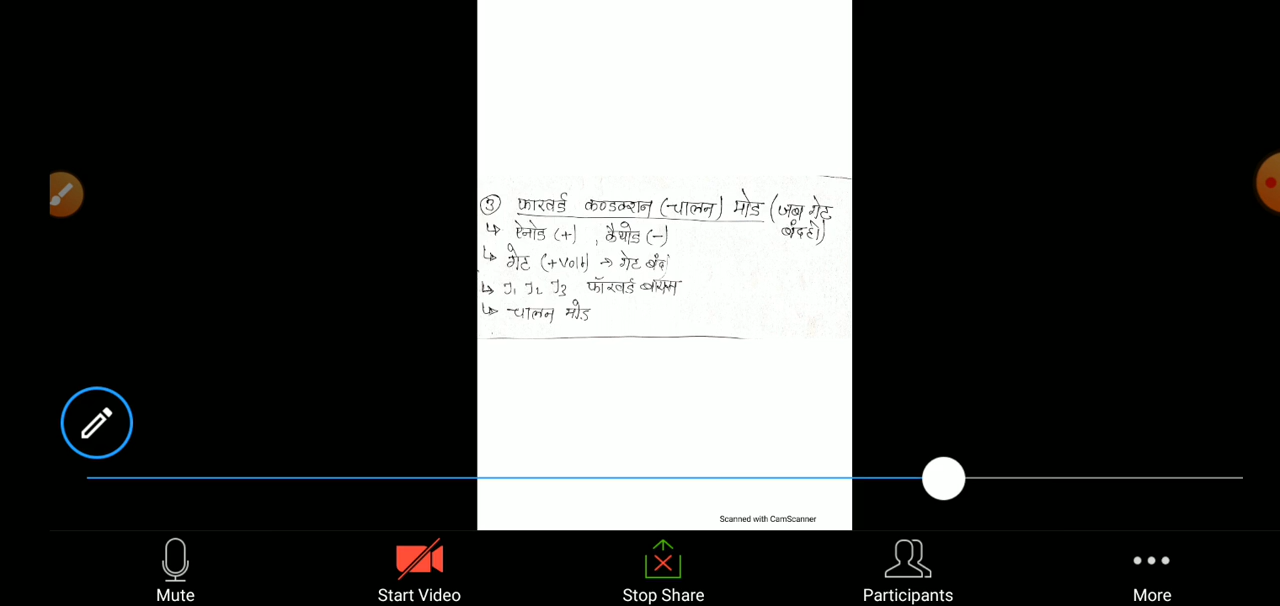 ③ फारवर्ड कण्डक्शन (चालन) मोड (जब गेट बंद हो)
↳ ऐनोड (+) , कैथोड (-)
↳ गेट (+Volt) → गेट बंद
↳ J₁ J₂ J₃ फॉरवर्ड बायस
↳ चालन मोड
Scanned with CamScanner
Mute
Start Video
Stop Share
Participants
More